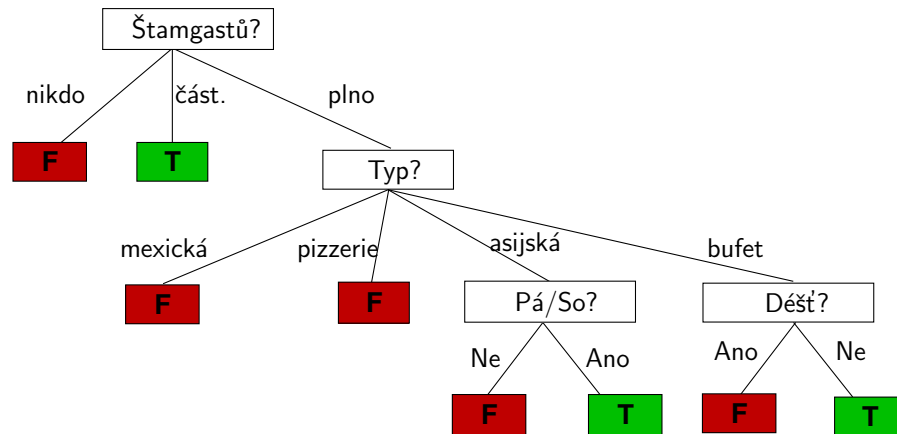 Štamgastů?
nikdo část. plno
F T
Typ?
mexická pizzerie asijská bufet
F F Pá/So? Déšť?
Ne Ano Ano Ne
F T F T